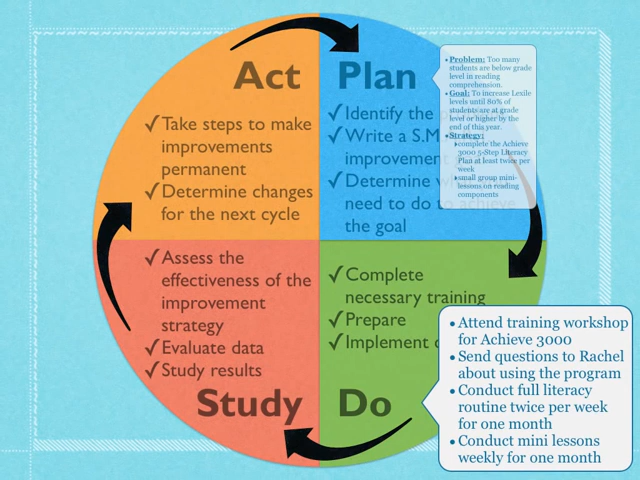 Act
✓Take steps to make
improvements
permanent
✓Determine changes
for the next cycle
Plan
✓Identify the
✓Write a S.M.
improvement
✓Determine
need to do to achieve
the goal
•Problem: Too many
students are below grade
level in reading
comprehension.
•Goal: To increase Lexile
levels until 80% of
students are at grade
level or higher by the
end of this year.
•Strategy:
complete the Achieve
3000 5-Step Literacy
Plan at least twice per
week
small group mini-
lessons on reading
components
✓Assess the
effectiveness of the
improvement
strategy
✓Evaluate data
✓Study results
Study
✓Complete
necessary training
✓Prepare
✓Implement
Do
•Attend training workshop
for Achieve 3000
•Send questions to Rachel
about using the program
•Conduct full literacy
routine twice per week
for one month
•Conduct mini lessons
weekly for one month